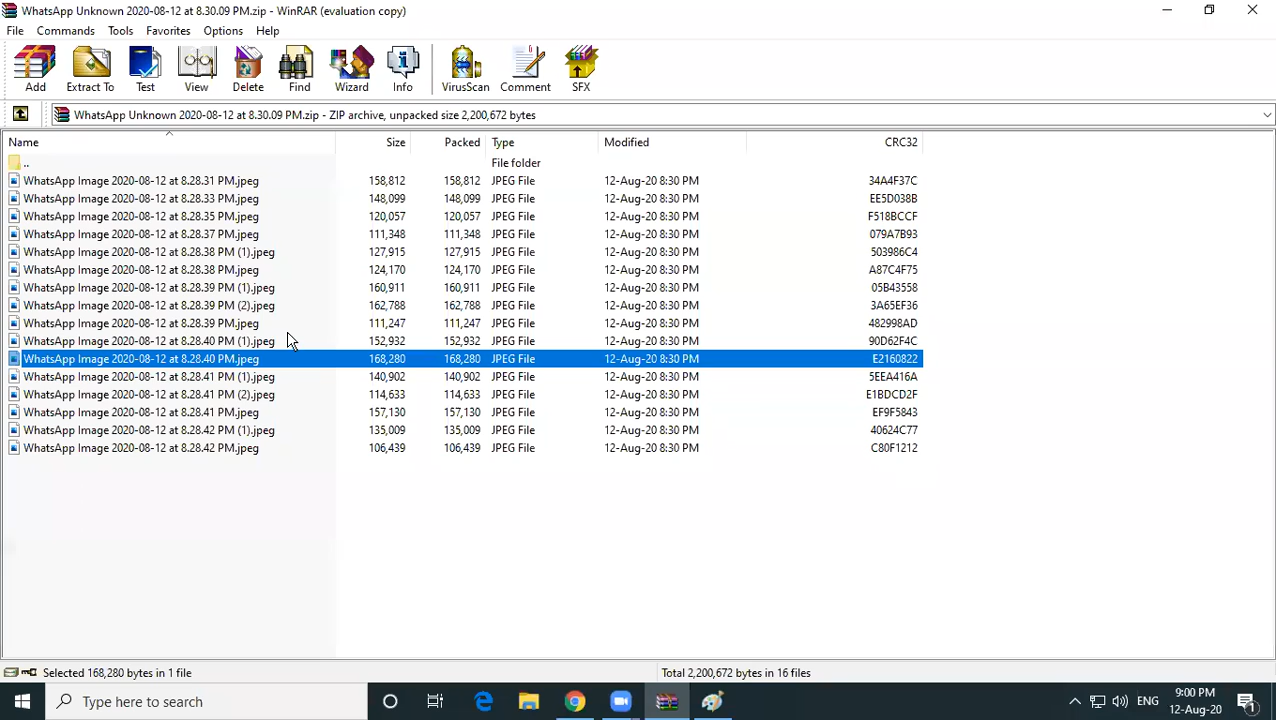 WhatsApp Unknown 2020-08-12 at 8.30.09 PM.zip - WinRAR (evaluation copy)
File Commands Tools Favorites Options Help
Add Extract To Test View Delete Find Wizard Info VirusScan Comment SFX
WhatsApp Unknown 2020-08-12 at 8.30.09 PM.zip - ZIP archive, unpacked size 2,200,672 bytes
Name Size Packed Type Modified CRC32
.. File folder
WhatsApp Image 2020-08-12 at 8.28.31 PM.jpeg 158,812 158,812 JPEG File 12-Aug-20 8:30 PM 34A4F37C
WhatsApp Image 2020-08-12 at 8.28.33 PM.jpeg 148,099 148,099 JPEG File 12-Aug-20 8:30 PM EE5D038B
WhatsApp Image 2020-08-12 at 8.28.35 PM.jpeg 120,057 120,057 JPEG File 12-Aug-20 8:30 PM F518BCCF
WhatsApp Image 2020-08-12 at 8.28.37 PM.jpeg 111,348 111,348 JPEG File 12-Aug-20 8:30 PM 079A7B93
WhatsApp Image 2020-08-12 at 8.28.38 PM (1).jpeg 127,915 127,915 JPEG File 12-Aug-20 8:30 PM 503986C4
WhatsApp Image 2020-08-12 at 8.28.38 PM.jpeg 124,170 124,170 JPEG File 12-Aug-20 8:30 PM A87C4F75
WhatsApp Image 2020-08-12 at 8.28.39 PM (1).jpeg 160,911 160,911 JPEG File 12-Aug-20 8:30 PM 05B43558
WhatsApp Image 2020-08-12 at 8.28.39 PM (2).jpeg 162,788 162,788 JPEG File 12-Aug-20 8:30 PM 3A65EF36
WhatsApp Image 2020-08-12 at 8.28.39 PM.jpeg 111,247 111,247 JPEG File 12-Aug-20 8:30 PM 482998AD
WhatsApp Image 2020-08-12 at 8.28.40 PM (1).jpeg 152,932 152,932 JPEG File 12-Aug-20 8:30 PM 90D62F4C
WhatsApp Image 2020-08-12 at 8.28.40 PM.jpeg 168,280 168,280 JPEG File 12-Aug-20 8:30 PM E2160822
WhatsApp Image 2020-08-12 at 8.28.41 PM (1).jpeg 140,902 140,902 JPEG File 12-Aug-20 8:30 PM 5EEA416A
WhatsApp Image 2020-08-12 at 8.28.41 PM (2).jpeg 114,633 114,633 JPEG File 12-Aug-20 8:30 PM E1BDCD2F
WhatsApp Image 2020-08-12 at 8.28.41 PM.jpeg 157,130 157,130 JPEG File 12-Aug-20 8:30 PM EF9F5843
WhatsApp Image 2020-08-12 at 8.28.42 PM (1).jpeg 135,009 135,009 JPEG File 12-Aug-20 8:30 PM 40624C77
WhatsApp Image 2020-08-12 at 8.28.42 PM.jpeg 106,439 106,439 JPEG File 12-Aug-20 8:30 PM C80F1212
Selected 168,280 bytes in 1 file Total 2,200,672 bytes in 16 files
Type here to search ENG 9:00 PM
12-Aug-20 1